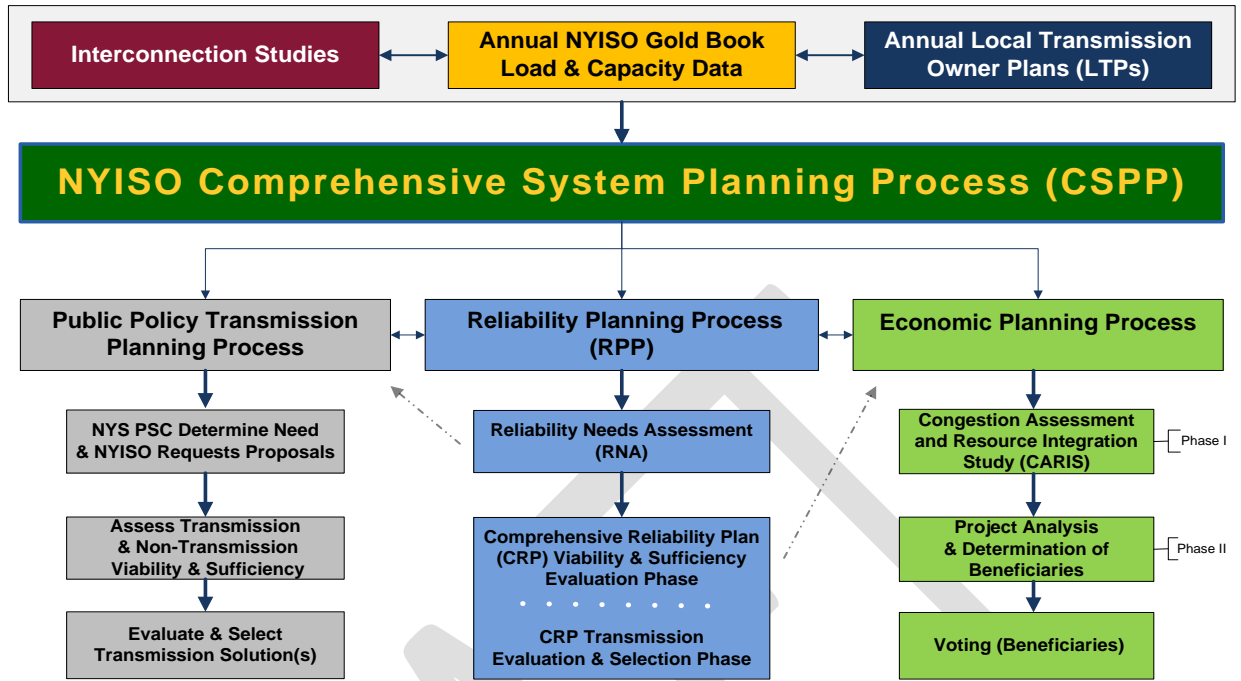 Interconnection Studies
Annual NYISO Gold Book
Load & Capacity Data
Annual Local Transmission
Owner Plans (LTPs)
NYISO Comprehensive System Planning Process (CSPP)
Public Policy Transmission
Planning Process
Reliability Planning Process
(RPP)
Economic Planning Process
NYS PSC Determine Need
& NYISO Requests Proposals
Reliability Needs Assessment
(RNA)
Congestion Assessment
and Resource Integration
Study (CARIS)
Phase I
Assess Transmission
& Non-Transmission
Viability & Sufficiency
Comprehensive Reliability Plan
(CRP) Viability & Sufficiency
Evaluation Phase
Project Analysis
& Determination of
Beneficiaries
Phase II
Evaluate & Select
Transmission Solution(s)
CRP Transmission
Evaluation & Selection Phase
Voting (Beneficiaries)